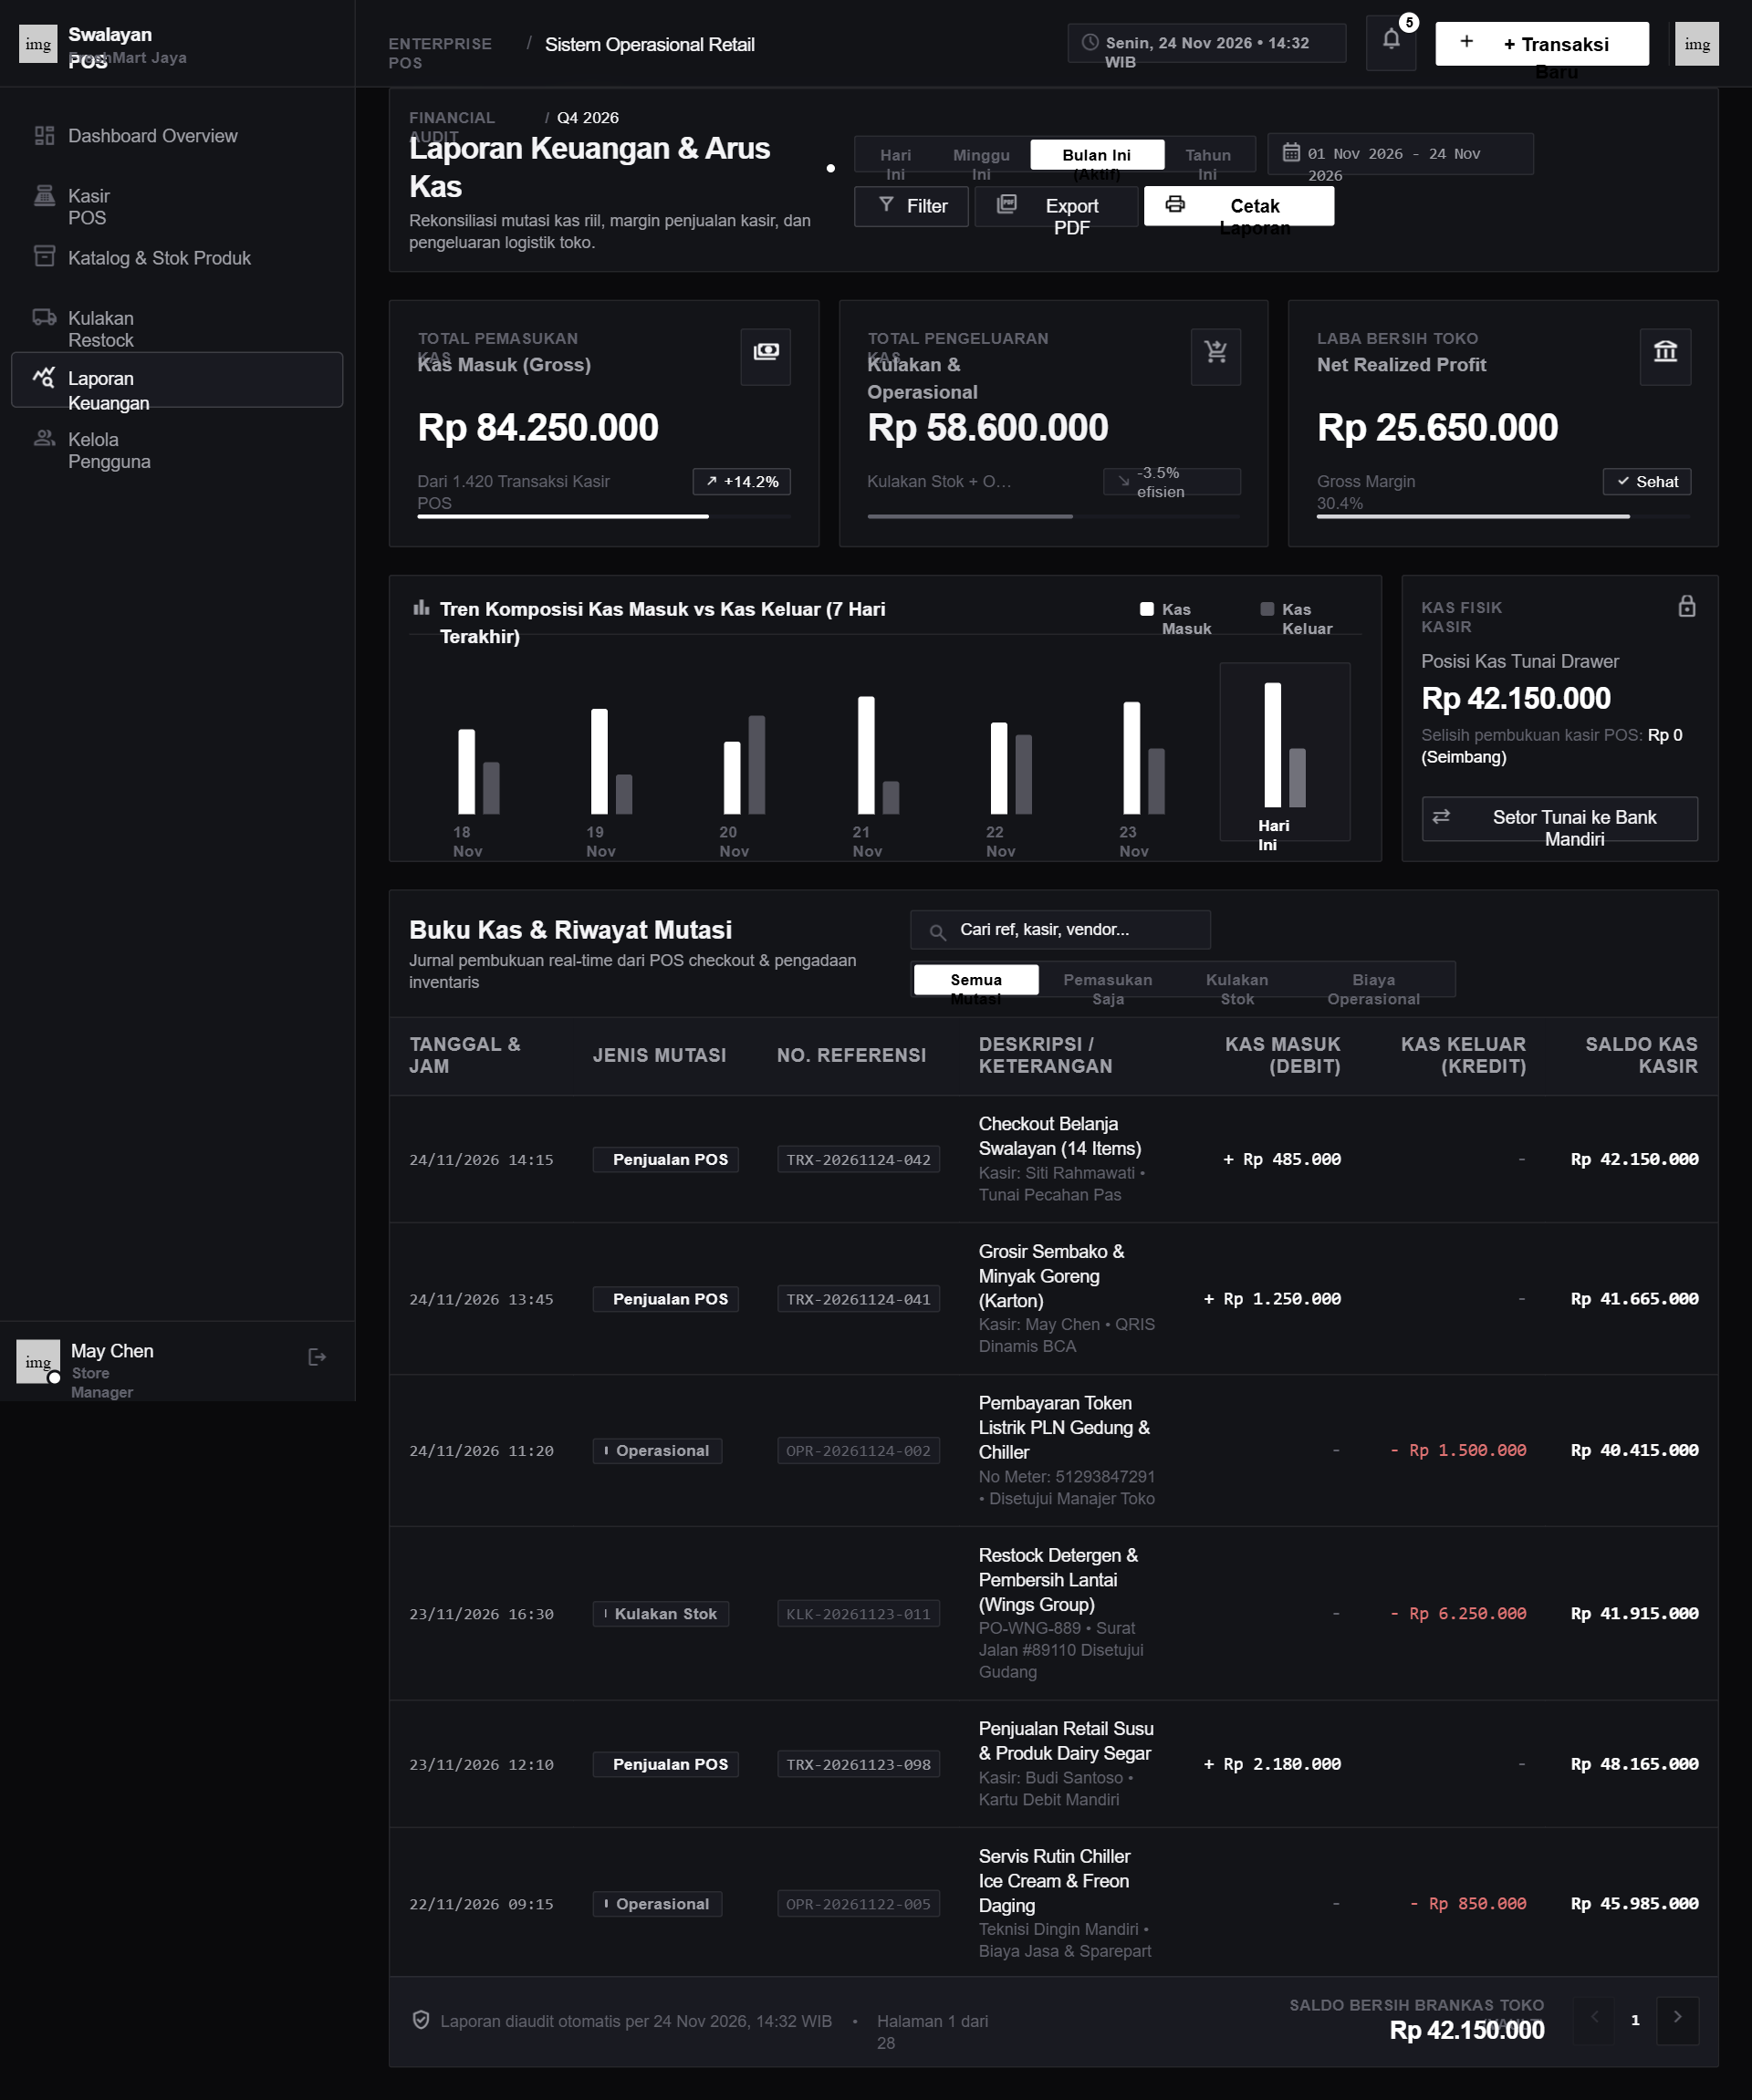 img
Swalayan
POS
FreshMart Jaya
Dashboard Overview
Kasir
POS
Katalog & Stok Produk
Kulakan
Restock
Laporan
Keuangan
Kelola
Pengguna
img
May Chen
Store
Manager
ENTERPRISE
POS
/ Sistem Operasional Retail
Senin, 24 Nov 2026 • 14:32
WIB
5
+ Transaksi
Baru
img
FINANCIAL
AUDIT
/ Q4 2026
Laporan Keuangan & Arus
Kas
Rekonsiliasi mutasi kas riil, margin penjualan kasir, dan
pengeluaran logistik toko.
Hari
Ini
Minggu
Ini
Bulan Ini
(Aktif)
Tahun
Ini
01 Nov 2026 - 24 Nov
2026
Filter
Export
PDF
Cetak
Laporan
TOTAL PEMASUKAN
KAS
Kas Masuk (Gross)
Rp 84.250.000
Dari 1.420 Transaksi Kasir
POS
+14.2%
TOTAL PENGELUARAN
KAS
Kulakan &
Operasional
Rp 58.600.000
Kulakan Stok + O...
-3.5%
efisien
LABA BERSIH TOKO
Net Realized Profit
Rp 25.650.000
Gross Margin
30.4%
Sehat
Tren Komposisi Kas Masuk vs Kas Keluar (7 Hari
Terakhir)
Kas
Masuk
Kas
Keluar
18
Nov
19
Nov
20
Nov
21
Nov
22
Nov
23
Nov
Hari
Ini
KAS FISIK
KASIR
Posisi Kas Tunai Drawer
Rp 42.150.000
Selisih pembukuan kasir POS: Rp 0
(Seimbang)
Setor Tunai ke Bank
Mandiri
Buku Kas & Riwayat Mutasi
Jurnal pembukuan real-time dari POS checkout & pengadaan
inventaris
Cari ref, kasir, vendor...
Semua
Mutasi
Pemasukan
Saja
Kulakan
Stok
Biaya
Operasional
TANGGAL &
JAM
JENIS MUTASI
NO. REFERENSI
DESKRIPSI /
KETERANGAN
KAS MASUK
(DEBIT)
KAS KELUAR
(KREDIT)
SALDO KAS
KASIR
24/11/2026 14:15
Penjualan POS
TRX-20261124-042
Checkout Belanja
Swalayan (14 Items)
Kasir: Siti Rahmawati •
Tunai Pecahan Pas
+ Rp 485.000
-
Rp 42.150.000
24/11/2026 13:45
Penjualan POS
TRX-20261124-041
Grosir Sembako &
Minyak Goreng
(Karton)
Kasir: May Chen • QRIS
Dinamis BCA
+ Rp 1.250.000
-
Rp 41.665.000
24/11/2026 11:20
Operasional
OPR-20261124-002
Pembayaran Token
Listrik PLN Gedung &
Chiller
No Meter: 51293847291
• Disetujui Manajer Toko
-
- Rp 1.500.000
Rp 40.415.000
23/11/2026 16:30
Kulakan Stok
KLK-20261123-011
Restock Detergen &
Pembersih Lantai
(Wings Group)
PO-WNG-889 • Surat
Jalan #89110 Disetujui
Gudang
-
- Rp 6.250.000
Rp 41.915.000
23/11/2026 12:10
Penjualan POS
TRX-20261123-098
Penjualan Retail Susu
& Produk Dairy Segar
Kasir: Budi Santoso •
Kartu Debit Mandiri
+ Rp 2.180.000
-
Rp 48.165.000
22/11/2026 09:15
Operasional
OPR-20261122-005
Servis Rutin Chiller
Ice Cream & Freon
Daging
Teknisi Dingin Mandiri •
Biaya Jasa & Sparepart
-
- Rp 850.000
Rp 45.985.000
Laporan diaudit otomatis per 24 Nov 2026, 14:32 WIB •
Halaman 1 dari
28
SALDO BERSIH BRANKAS TOKO
Rp 42.150.000
1